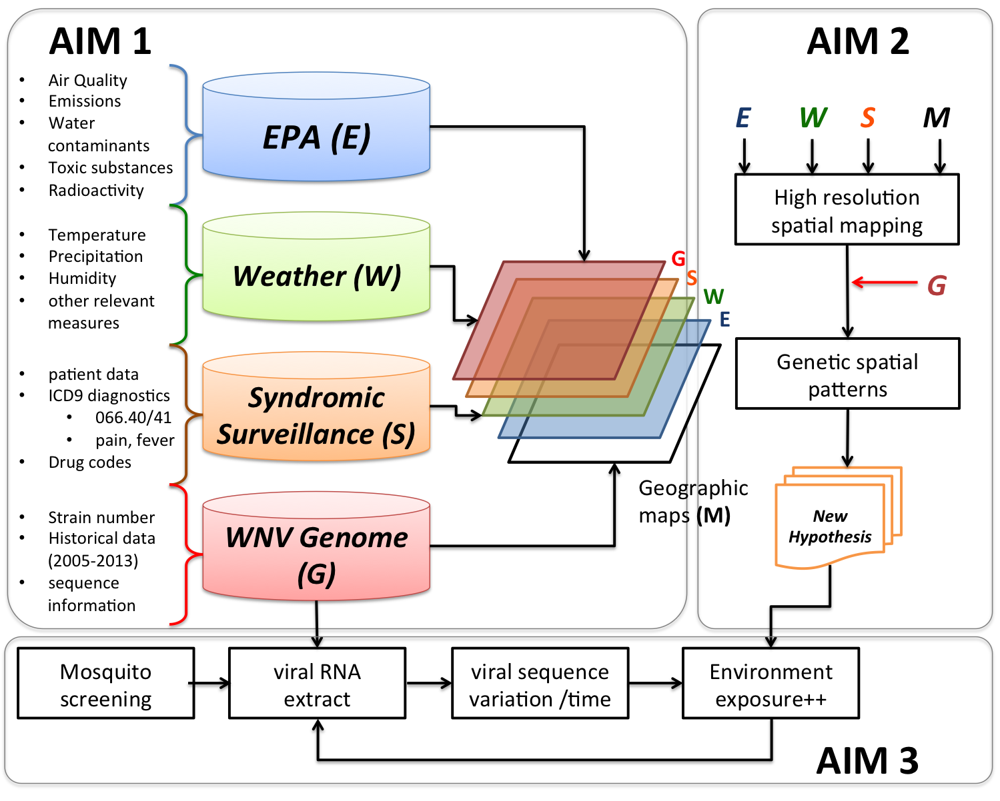 AIM 1
• Air Quality
• Emissions
• Water
contaminants
• Toxic substances
• Radioactivity
EPA (E)
• Temperature
• Precipitation
• Humidity
• other relevant
measures
Weather (W)
• patient data
• ICD9 diagnostics
• 066.40/41
• pain, fever
• Drug codes
Syndromic
Surveillance (S)
• Strain number
• Historical data
(2005-2013)
• sequence
information
WNV Genome
(G)
G
S
W
E
Geographic
maps (M)
AIM 2
E W S M
High resolution
spatial mapping
G
Genetic spatial
patterns
New
Hypothesis
Mosquito
screening
viral RNA
extract
viral sequence
variation /time
Environment
exposure++
AIM 3